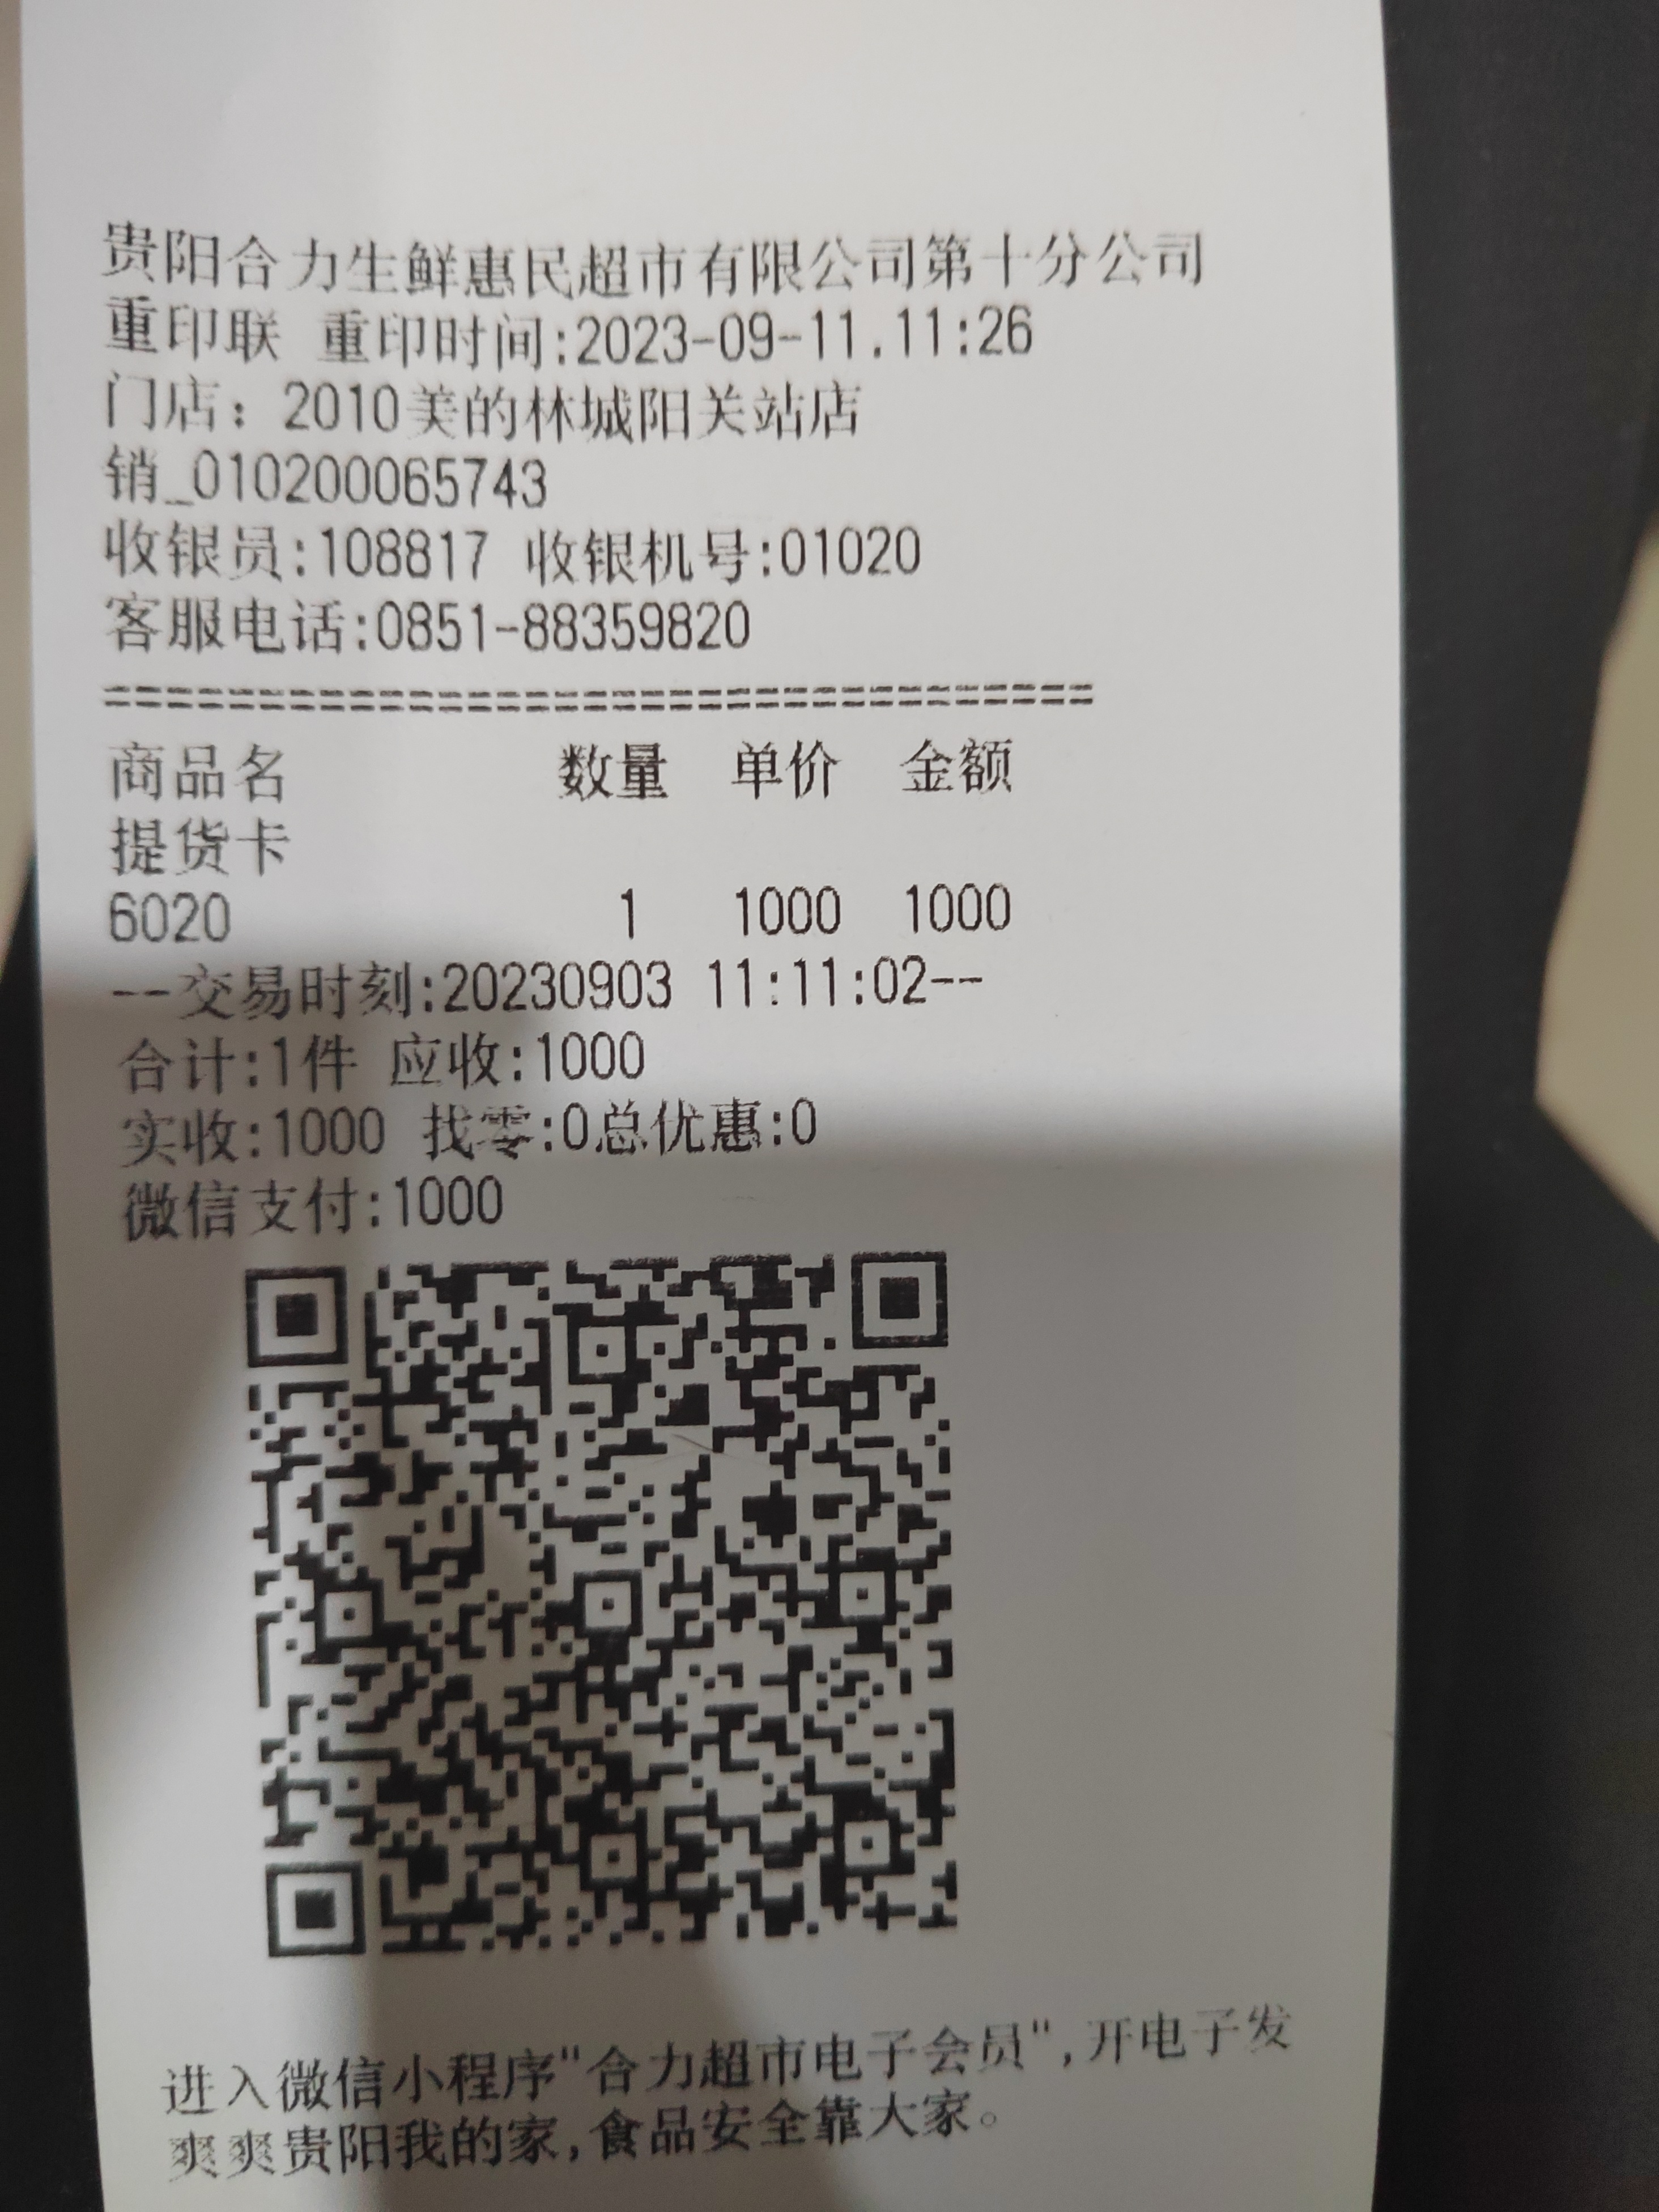 贵阳合力生鲜惠民超市有限公司第十分公司
重印联 重印时间:2023-09-11.11:26
门店：2010美的林城阳关站店
销_010200065743
收银员:108817 收银机号:01020
客服电话:0851-88359820
==================================
商品名 数量 单价 金额
提货卡
6020 1 1000 1000
--交易时刻:20230903 11:11:02--
合计:1件 应收:1000
实收:1000 找零:0总优惠:0
微信支付:1000
进入微信小程序"合力超市电子会员",开电子发
爽爽贵阳我的家,食品安全靠大家。